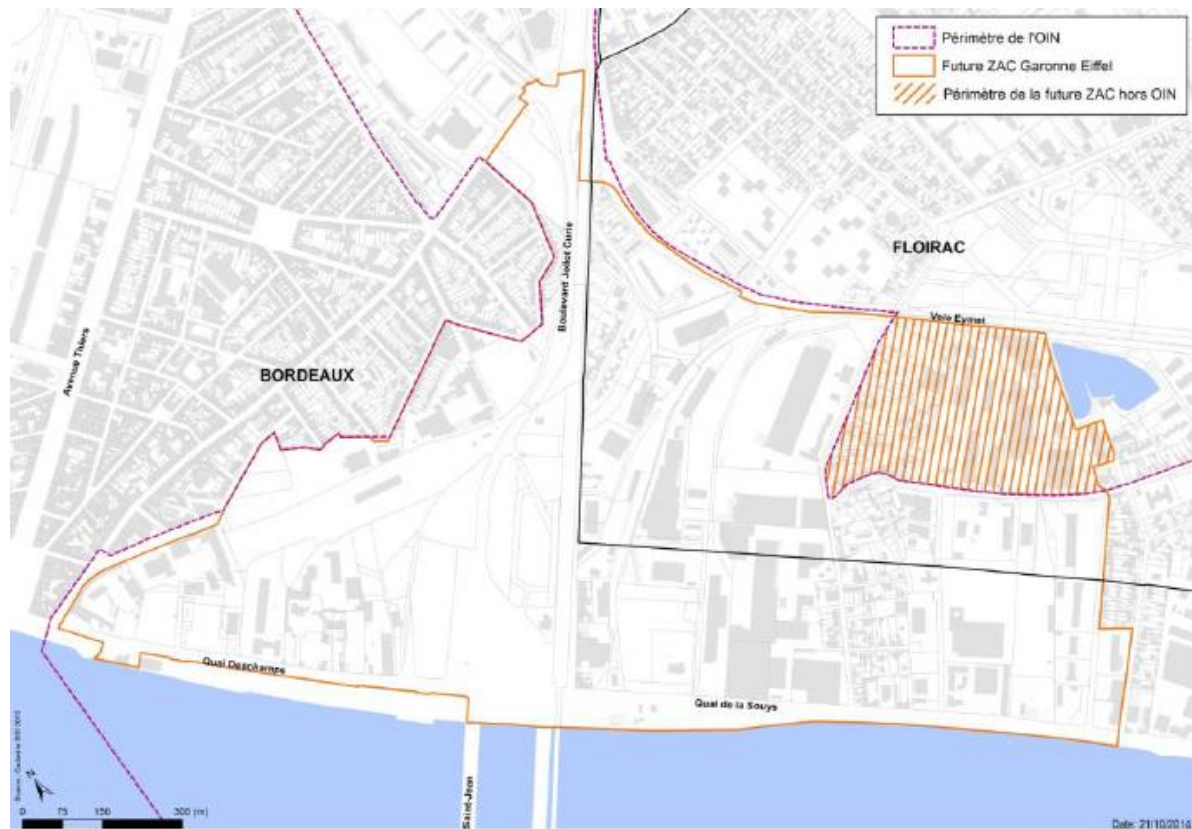 Périmètre de l'OIN
Future ZAC Garonne Eiffel
Périmètre de la future ZAC hors OIN
FLOIRAC
Boulevard Joliot Curie
Voie Eymet
Avenue Thiers
BORDEAUX
Quai Deschamps
Quai de la Souys
Saint-Jean
N
0 75 150 300 (m)
Date: 21/10/2014